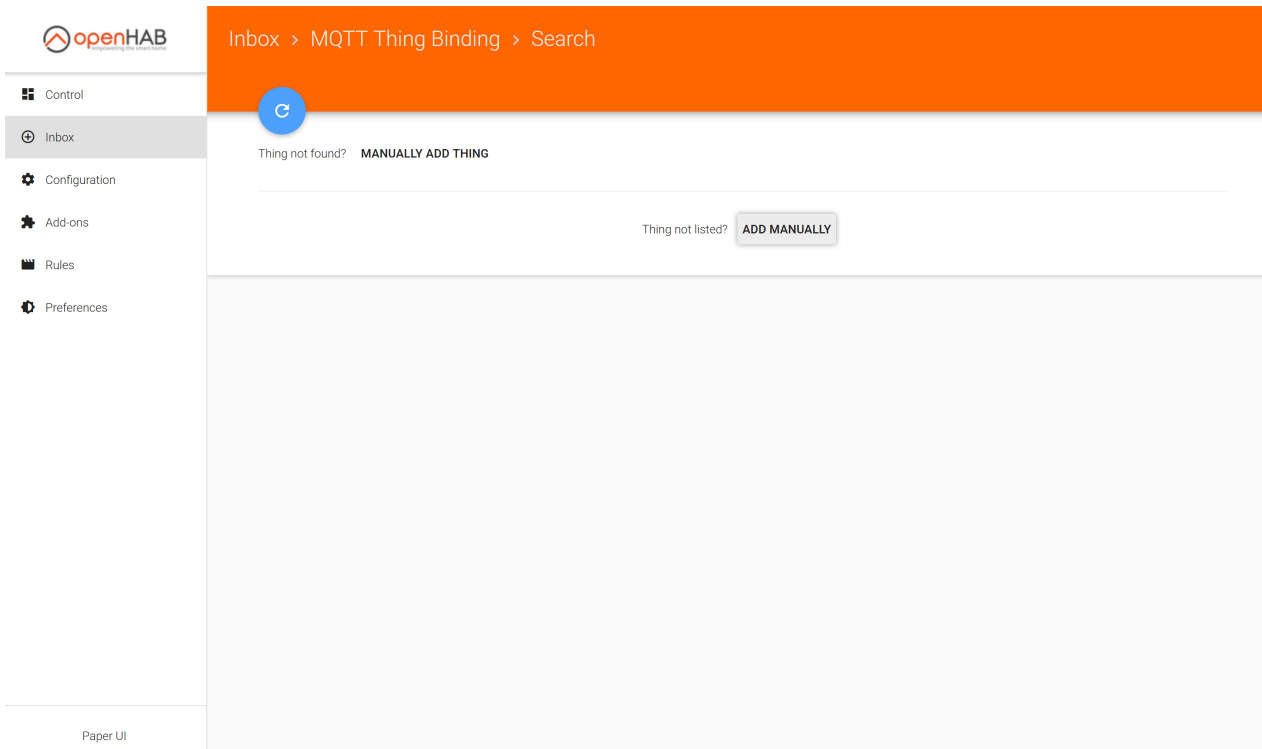 openHAB
empowering the smart home
Inbox > MQTT Thing Binding > Search
Control
Inbox
Configuration
Add-ons
Rules
Preferences
Thing not found? MANUALLY ADD THING
Thing not listed? ADD MANUALLY
Paper UI